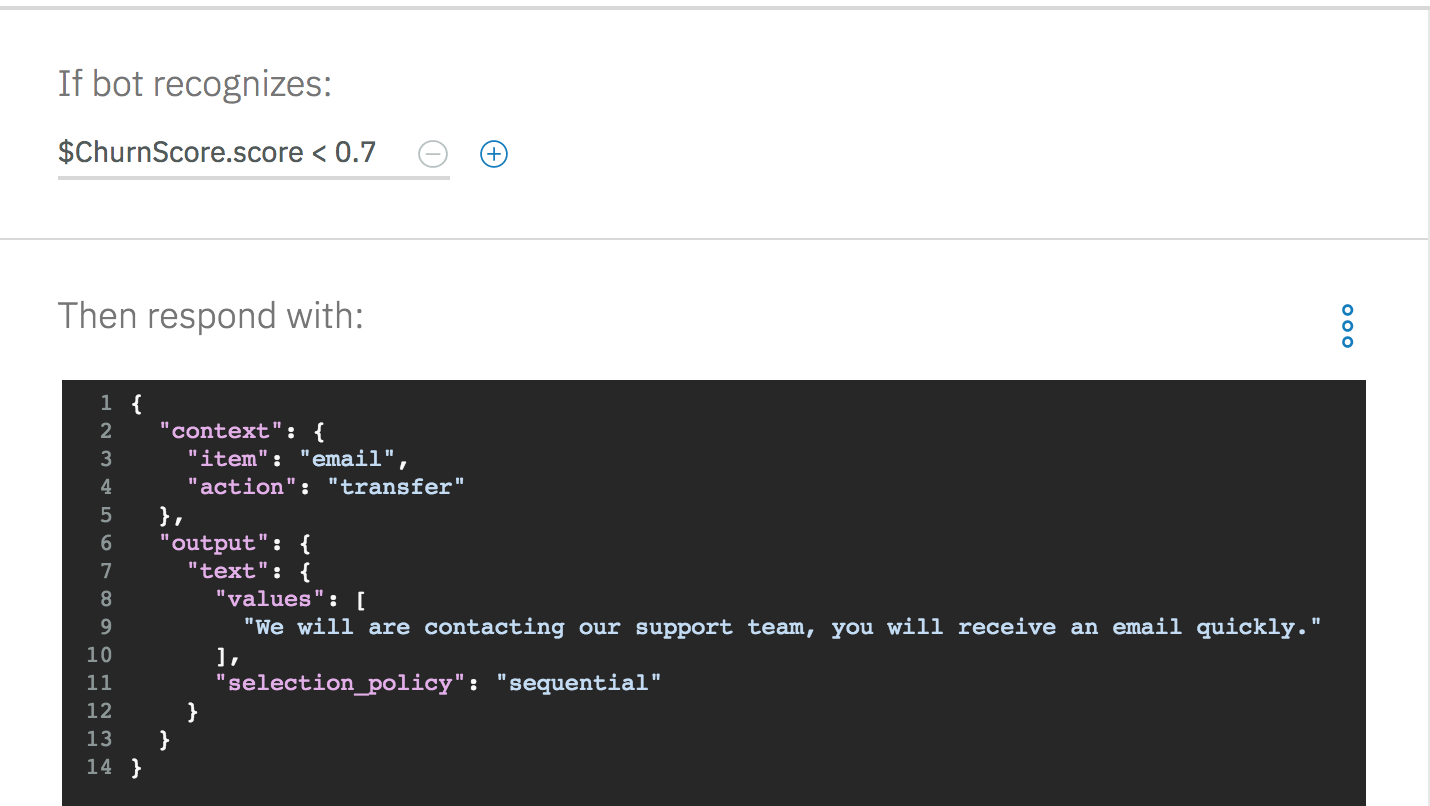 If bot recognizes:
$ChurnScore.score < 0.7
Then respond with:
1 {
2 "context": {
3 "item": "email",
4 "action": "transfer"
5 },
6 "output": {
7 "text": {
8 "values": [
9 "We will are contacting our support team, you will receive an email quickly."
10 ],
11 "selection_policy": "sequential"
12 }
13 }
14 }